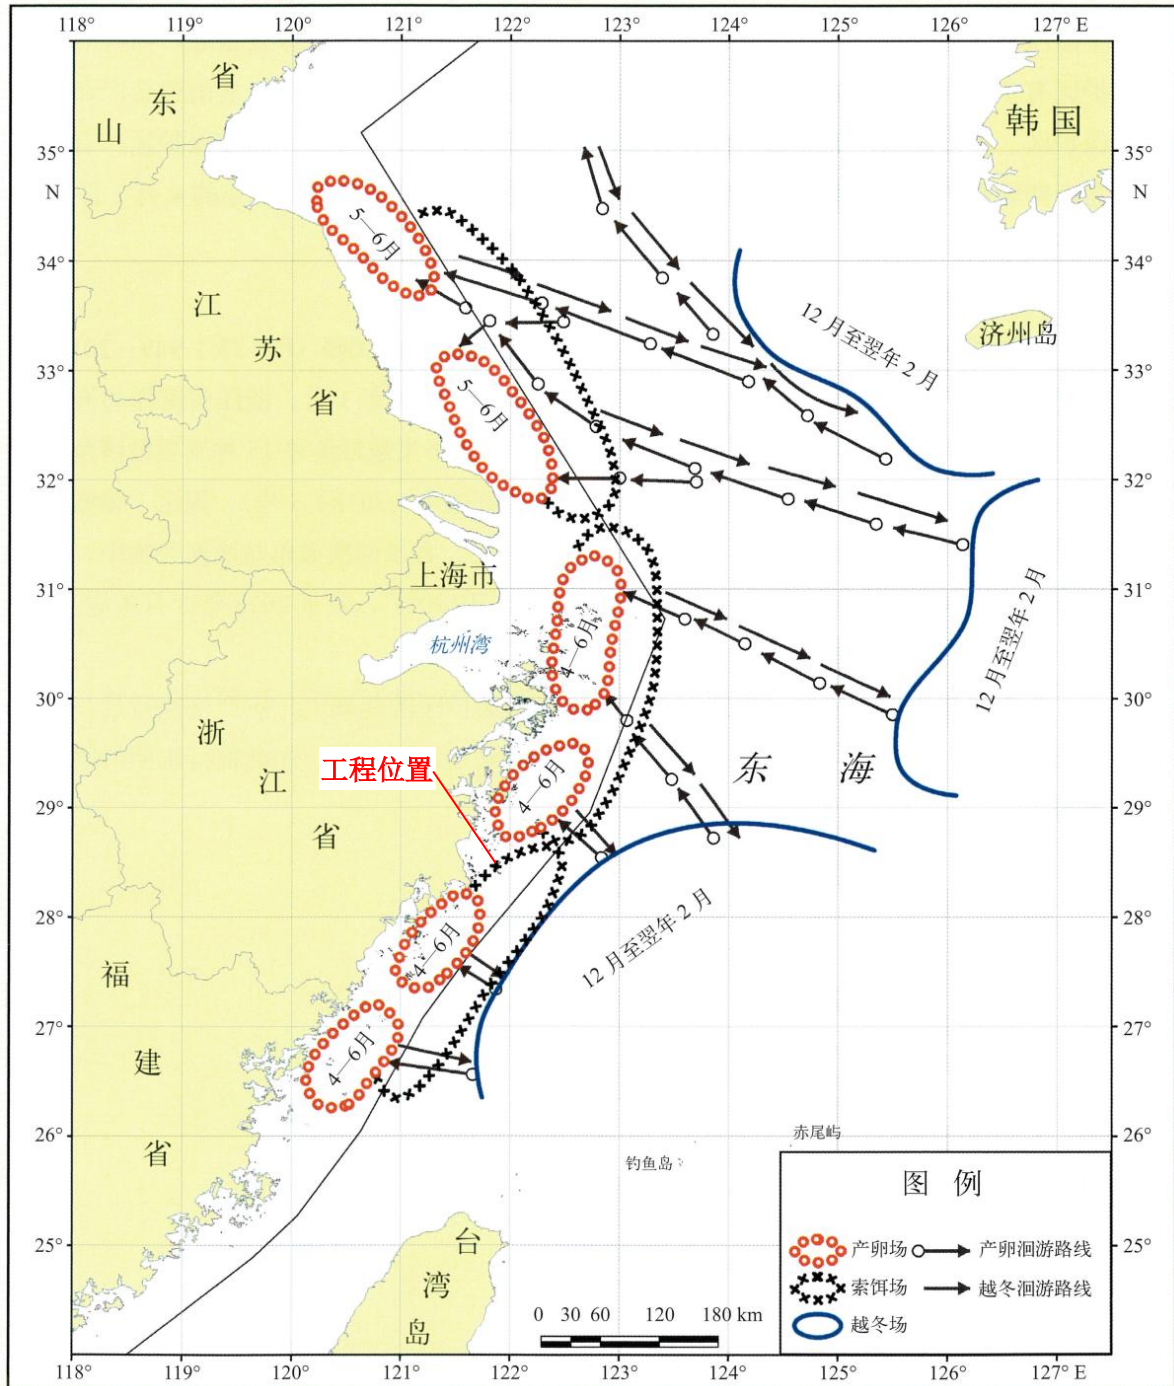 118° 119° 120° 121° 122° 123° 124° 125° 126° 127° E
山东省
韩国
35° 35°
N N
5—6月
34° 34°
江苏省
12月至翌年2月
济州岛
33° 33°
5—6月
32° 32°
31° 31°
上海市
4—6月
12月至翌年2月
杭州湾
30° 30°
浙江省
工程位置
东海
4—6月
29° 29°
12月至翌年2月
28° 28°
4—6月
福建省
27° 27°
4—6月
26° 26°
赤尾屿
钓鱼岛
25° 25°
台湾岛
图例
产卵场 产卵洄游路线
索饵场 越冬洄游路线
越冬场
0 30 60 120 180 km
118° 119° 120° 121° 122° 123° 124° 125° 126° 127° E